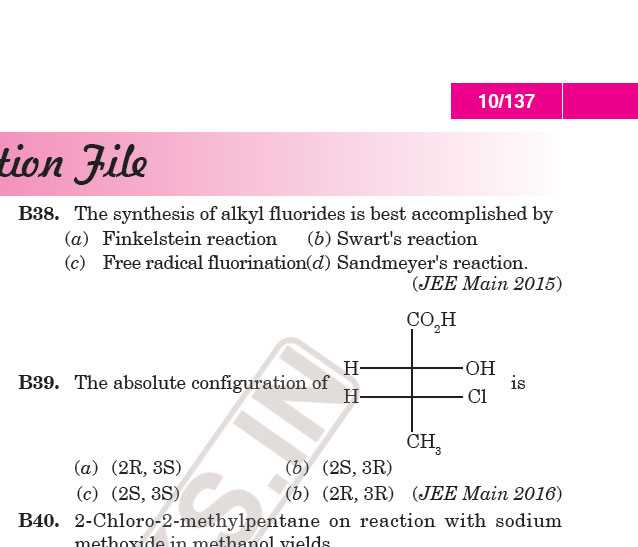 10/137
tion File
B38. The synthesis of alkyl fluorides is best accomplished by
(a) Finkelstein reaction (b) Swart's reaction
(c) Free radical fluorination(d) Sandmeyer's reaction.
(JEE Main 2015)
CO2H
H OH
B39. The absolute configuration of is
H Cl
CH3
(a) (2R, 3S) (b) (2S, 3R)
(c) (2S, 3S) (b) (2R, 3R) (JEE Main 2016)
B40. 2-Chloro-2-methylpentane on reaction with sodium
methoxide in methanol yields
S.IN